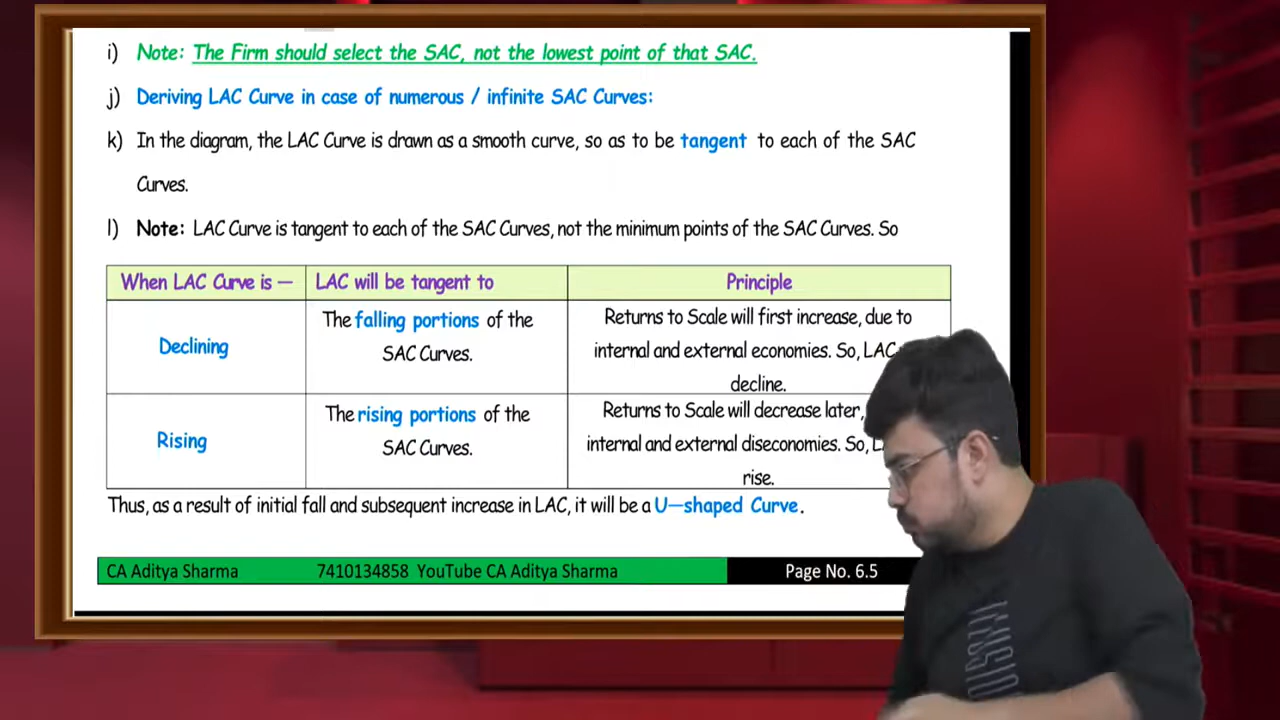 i) Note: The Firm should select the SAC, not the lowest point of that SAC.
j) Deriving LAC Curve in case of numerous / infinite SAC Curves:
k) In the diagram, the LAC Curve is drawn as a smooth curve, so as to be tangent to each of the SAC
Curves.
l) Note: LAC Curve is tangent to each of the SAC Curves, not the minimum points of the SAC Curves. So
When LAC Curve is — LAC will be tangent to Principle
Declining
The falling portions of the
SAC Curves.
Returns to Scale will first increase, due to
internal and external economies. So, LAC
decline.
Rising
The rising portions of the
SAC Curves.
Returns to Scale will decrease later,
internal and external diseconomies. So,
rise.
Thus, as a result of initial fall and subsequent increase in LAC, it will be a U—shaped Curve.
CA Aditya Sharma 7410134858 YouTube CA Aditya Sharma Page No. 6.5